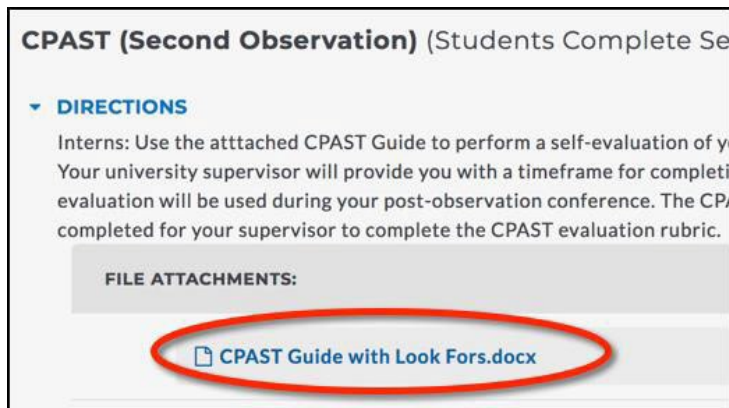 CPAST (Second Observation) (Students Complete Se
DIRECTIONS
Interns: Use the atttached CPAST Guide to perform a self-evaluation of y
Your university supervisor will provide you with a timeframe for completi
evaluation will be used during your post-observation conference. The CPA
completed for your supervisor to complete the CPAST evaluation rubric.
FILE ATTACHMENTS:
CPAST Guide with Look Fors.docx